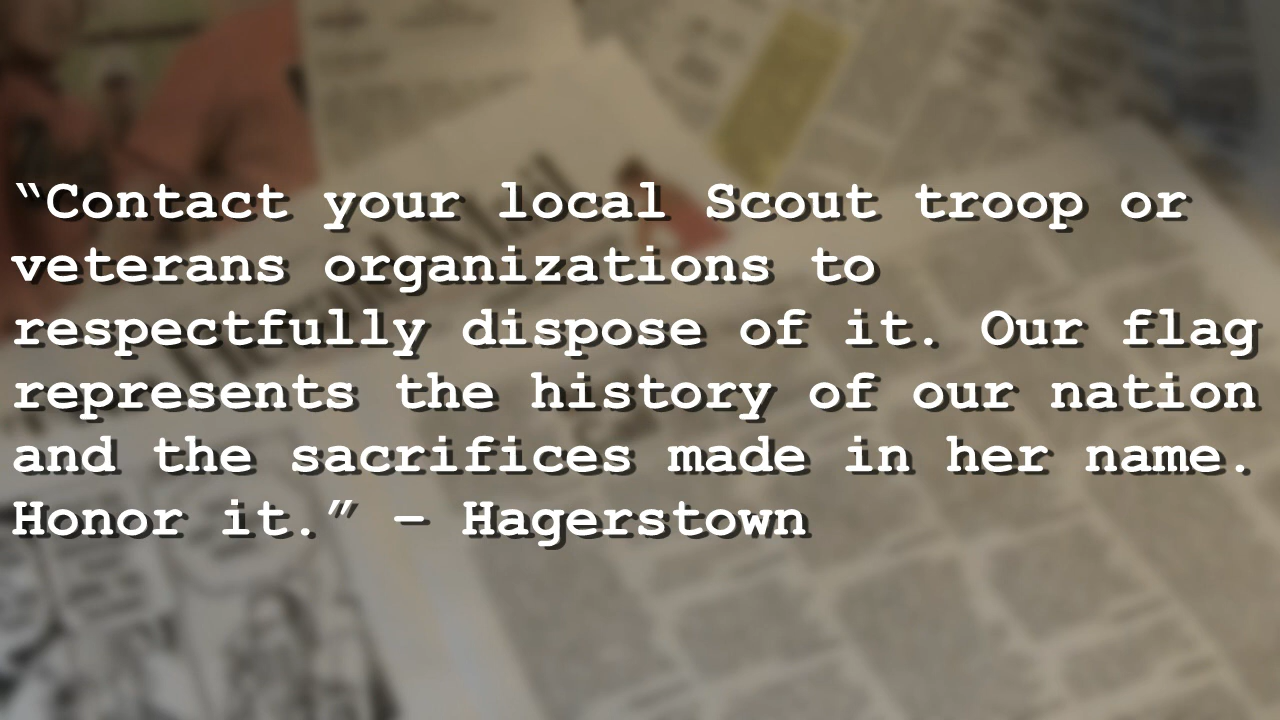 “Contact your local Scout troop or
veterans organizations to
respectfully dispose of it. Our flag
represents the history of our nation
and the sacrifices made in her name.
Honor it.” – Hagerstown